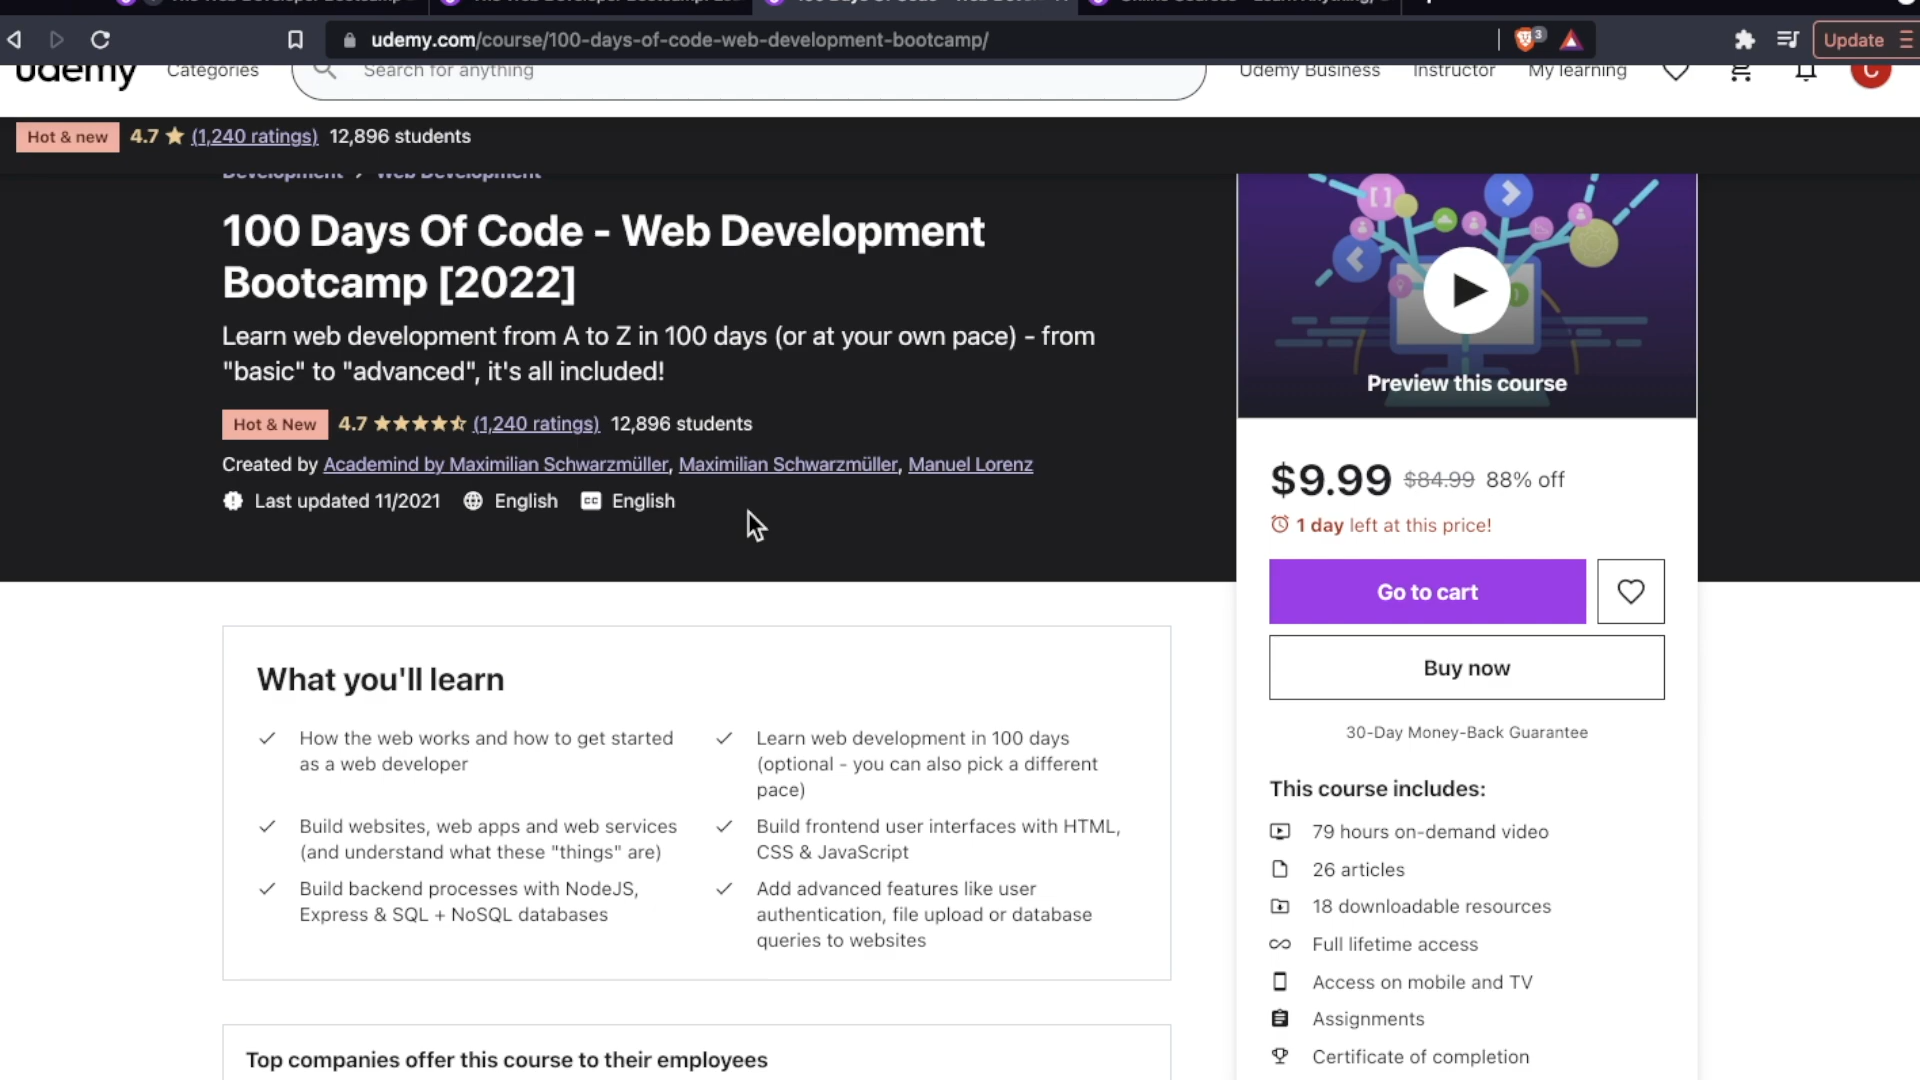 udemy.com/course/100-days-of-code-web-development-bootcamp/
3
Update
udemy
Categories
Search for anything
Udemy Business
Instructor
My learning
C
Hot & new 4.7 (1,240 ratings) 12,896 students
Development > Web Development
100 Days Of Code - Web Development
Bootcamp [2022]
Learn web development from A to Z in 100 days (or at your own pace) - from
"basic" to "advanced", it's all included!
Hot & New 4.7 (1,240 ratings) 12,896 students
Created by Academind by Maximilian Schwarzmüller, Maximilian Schwarzmüller, Manuel Lorenz
Last updated 11/2021 English CC English
What you'll learn
How the web works and how to get started
as a web developer
Learn web development in 100 days
(optional - you can also pick a different
pace)
Build websites, web apps and web services
(and understand what these "things" are)
Build frontend user interfaces with HTML,
CSS & JavaScript
Build backend processes with NodeJS,
Express & SQL + NoSQL databases
Add advanced features like user
authentication, file upload or database
queries to websites
Top companies offer this course to their employees
Preview this course
$9.99 $84.99 88% off
1 day left at this price!
Go to cart
Buy now
30-Day Money-Back Guarantee
This course includes:
79 hours on-demand video
26 articles
18 downloadable resources
Full lifetime access
Access on mobile and TV
Assignments
Certificate of completion